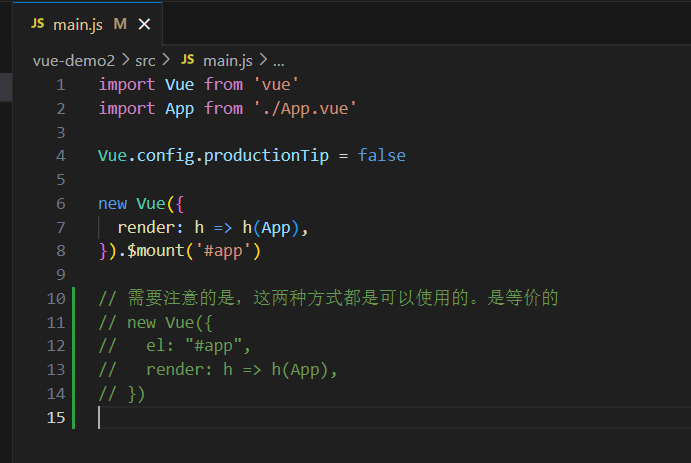 JS main.js M ×
vue-demo2 > src > JS main.js > ...
1 import Vue from 'vue'
2 import App from './App.vue'
3
4 Vue.config.productionTip = false
5
6 new Vue({
7   render: h => h(App),
8 }).$mount('#app')
9
10 // 需要注意的是，这两种方式都是可以使用的。是等价的
11 // new Vue({
12 //   el: "#app",
13 //   render: h => h(App),
14 // })
15